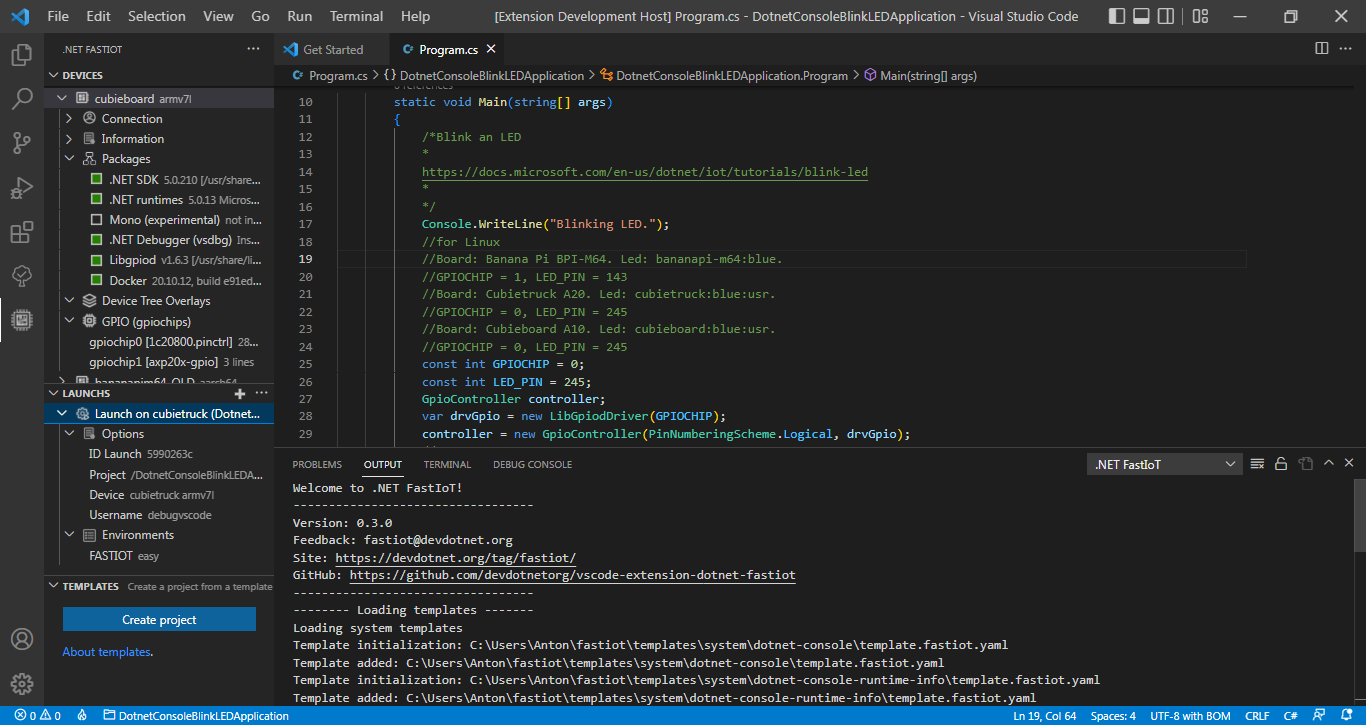 File Edit Selection View Go Run Terminal Help [Extension Development Host] Program.cs - DotnetConsoleBlinkLEDApplication - Visual Studio Code
.NET FASTIOT
DEVICES
cubieboard armv7l
Connection
Information
Packages
.NET SDK 5.0.210 [/usr/share...
.NET runtimes 5.0.13 Micros...
Mono (experimental) not in...
.NET Debugger (vsdbg) Ins...
Libgpiod v1.6.3 [/usr/share/li...
Docker 20.10.12, build e91ed...
Device Tree Overlays
GPIO (gpiochips)
gpiochip0 [1c20800.pinctrl] 28...
gpiochip1 [axp20x-gpio] 3 lines
bananapim64_OLD aarch64
LAUNCHS
Launch on cubietruck (Dotnet...
Options
ID Launch 5990263c
Project /DotnetConsoleBlinkLEDA...
Device cubietruck armv7l
Username debugvscode
Environments
FASTIOT easy
TEMPLATES Create a project from a template
Create project
About templates.
Get Started Program.cs
Program.cs > {} DotnetConsoleBlinkLEDApplication > DotnetConsoleBlinkLEDApplication.Program > Main(string[] args)
0 references
10 static void Main(string[] args)
11 {
12 /*Blink an LED
13 *
14 https://docs.microsoft.com/en-us/dotnet/iot/tutorials/blink-led
15 *
16 */
17 Console.WriteLine("Blinking LED.");
18 //for Linux
19 //Board: Banana Pi BPI-M64. Led: bananapi-m64:blue.
20 //GPIOCHIP = 1, LED_PIN = 143
21 //Board: Cubietruck A20. Led: cubietruck:blue:usr.
22 //GPIOCHIP = 0, LED_PIN = 245
23 //Board: Cubieboard A10. Led: cubieboard:blue:usr.
24 //GPIOCHIP = 0, LED_PIN = 245
25 const int GPIOCHIP = 0;
26 const int LED_PIN = 245;
27 GpioController controller;
28 var drvGpio = new LibGpiodDriver(GPIOCHIP);
29 controller = new GpioController(PinNumberingScheme.Logical, drvGpio);
PROBLEMS OUTPUT TERMINAL DEBUG CONSOLE .NET FastIoT
Welcome to .NET FastIoT!
----------------------------------
Version: 0.3.0
Feedback: fastiot@devdotnet.org
Site: https://devdotnet.org/tag/fastiot/
GitHub: https://github.com/devdotnetorg/vscode-extension-dotnet-fastiot
----------------------------------
-------- Loading templates -------
Loading system templates
Template initialization: C:\Users\Anton\fastiot\templates\system\dotnet-console\template.fastiot.yaml
Template added: C:\Users\Anton\fastiot\templates\system\dotnet-console\template.fastiot.yaml
Template initialization: C:\Users\Anton\fastiot\templates\system\dotnet-console-runtime-info\template.fastiot.yaml
Template added: C:\Users\Anton\fastiot\templates\system\dotnet-console-runtime-info\template.fastiot.yaml
0 0 DotnetConsoleBlinkLEDApplication Ln 19, Col 64 Spaces: 4 UTF-8 with BOM CRLF C#